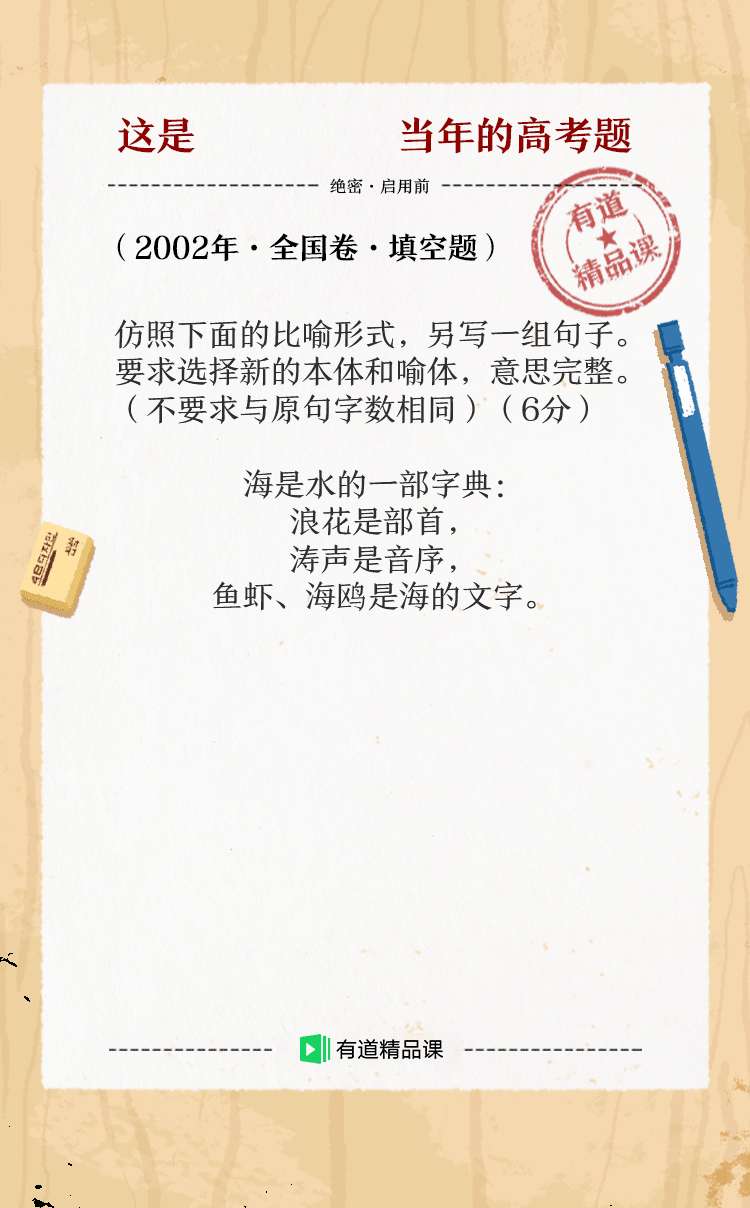 这是 当年的高考题
绝密·启用前
有道
精品课
（2002年·全国卷·填空题）
仿照下面的比喻形式，另写一组句子。
要求选择新的本体和喻体，意思完整。
（不要求与原句字数相同）（6分）
海是水的一部字典：
浪花是部首，
涛声是音序，
鱼虾、海鸥是海的文字。
有道精品课